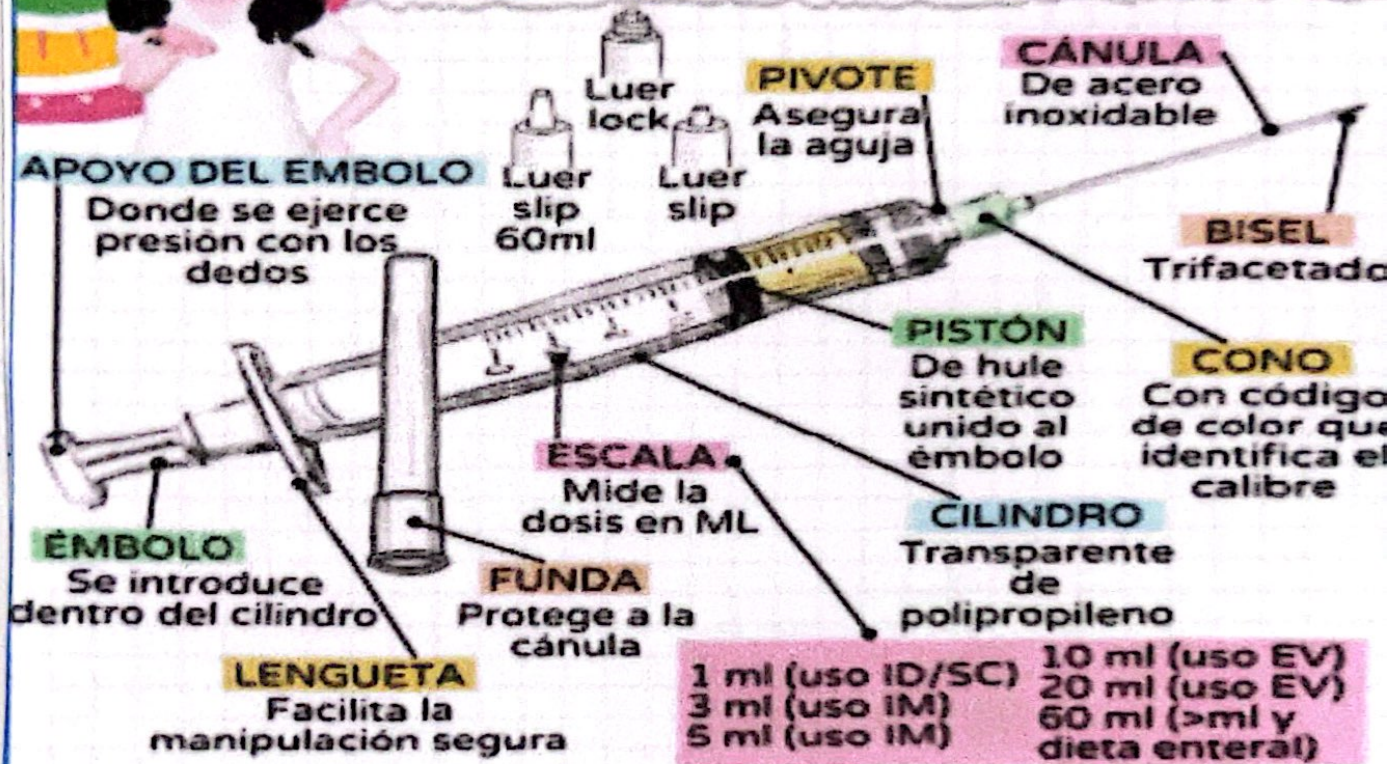 Luer
lock
Luer
slip
60ml
Luer
slip
PIVOTE
Asegura
la aguja
CÁNULA
De acero
inoxidable
APOYO DEL EMBOLO
Donde se ejerce
presión con los
dedos
BISEL
Trifacetado
PISTÓN
De hule
sintético
unido al
émbolo
CONO
Con código
de color que
identifica el
calibre
ESCALA
Mide la
dosis en ML
CILINDRO
Transparente
de
polipropileno
ÉMBOLO
Se introduce
dentro del cilindro
FUNDA
Protege a la
cánula
LENGUETA
Facilita la
manipulación segura
1 ml (uso ID/SC)
3 ml (uso IM)
5 ml (uso IM)
10 ml (uso EV)
20 ml (uso EV)
60 ml (>ml y
dieta enteral)